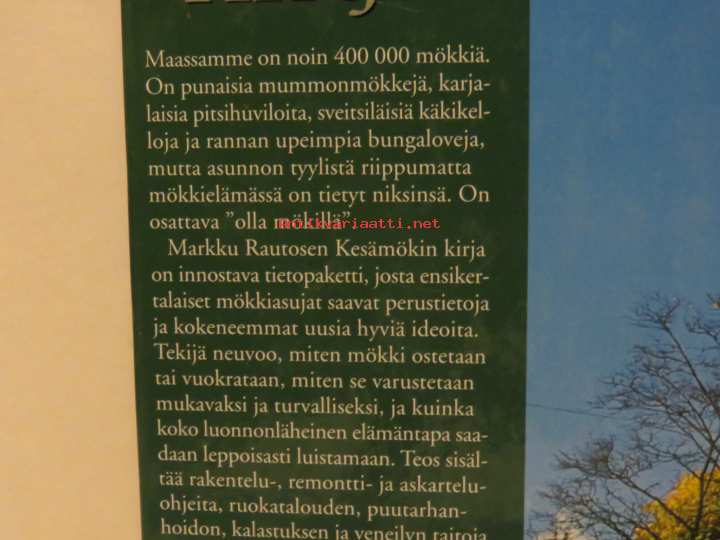 Maassamme on noin 400 000 mökkiä.
On punaisia mummonmökkejä, karja-
laisia pitsihuviloita, sveitsiläisiä käkikel-
loja ja rannan upeimpia bungaloveja,
mutta asunnon tyylistä riippumatta
mökkielämässä on tietyt niksinsä. On
osattava ”olla mökillä”.
Markku Rautosen Kesämökin kirja
on innostava tietopaketti, josta ensiker-
talaiset mökkiasujat saavat perustietoja
ja kokeneemmat uusia hyviä ideoita.
Tekijä neuvoo, miten mökki ostetaan
tai vuokrataan, miten se varustetaan
mukavaksi ja turvalliseksi, ja kuinka
koko luonnonläheinen elämäntapa saa-
daan leppoisasti luistamaan. Teos sisäl-
tää rakentelu-, remontti- ja askartelu-
ohjeita, ruokatalouden, puutarhan-
hoidon, kalastuksen ja veneilyn taitoja